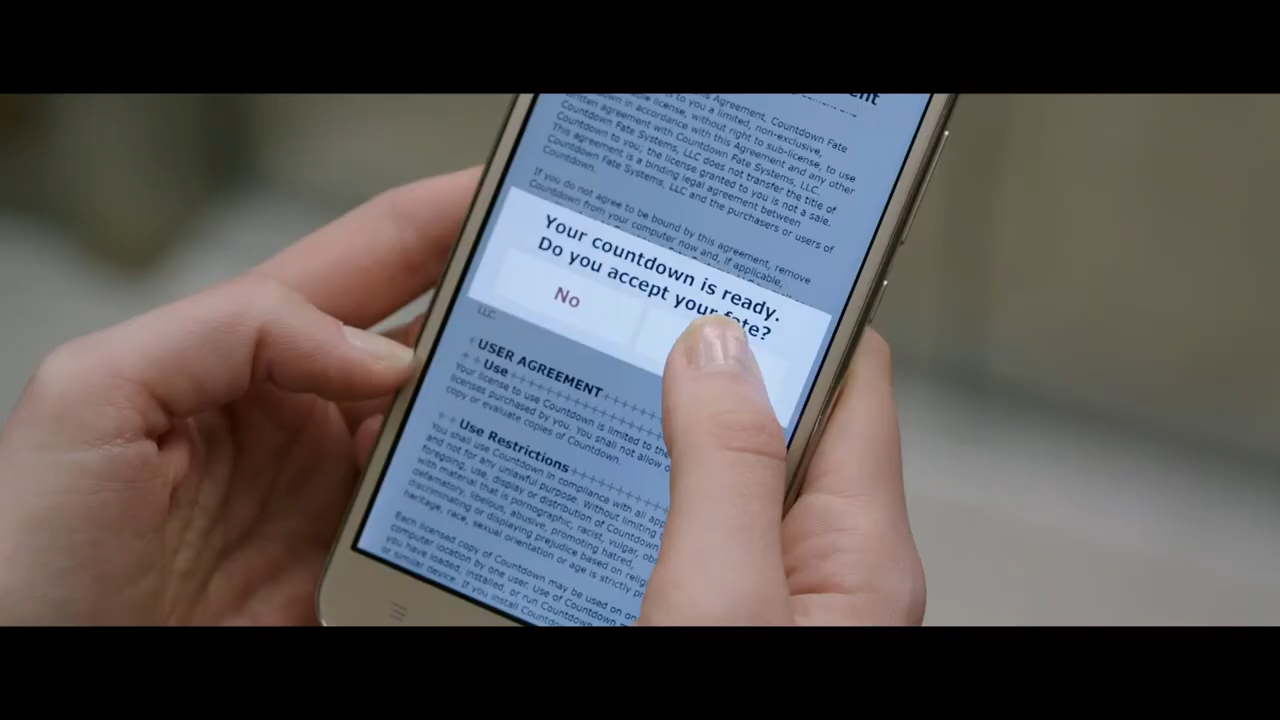 ent
s Agreement, Countdown Fate
s to you a limited, non-exclusive,
able license, without right to sub-license, to use
down in accordance with this Agreement and any other
written agreement with Countdown Fate Systems, LLC.
Countdown Fate Systems, LLC does not transfer the title of
Countdown to you, the license granted to you is not a sale.
This agreement is a binding legal agreement between
Countdown Fate Systems, LLC and the purchasers or users of
Countdown.
If you do not agree to be bound by this agreement, remove
Countdown from your computer now and, if applicable,
Your countdown is ready.
Do you accept your fate?
No
LLC.
USER AGREEMENT
++ Use ++++++++++
Your license to use Countdown is limited to the
licenses purchased by you. You shall not allow o
copy or evaluate copies of Countdown.
++ Use Restrictions ++++++++
You shall use Countdown in compliance with all app
and not for any unlawful purpose. Without limiting
foregoing, use, display or distribution of Countdown
with material that is pornographic, racist, vulgar, obs
defamatory, libelous, abusive, promoting hatred,
discriminating or displaying prejudice based on relig
heritage, race, sexual orientation or age is strictly pr
Each licensed copy of Countdown may be used on on
computer location by one user. Use of Countdown m
you have loaded, installed, or run Countdown
or similar device. If you install Countdo